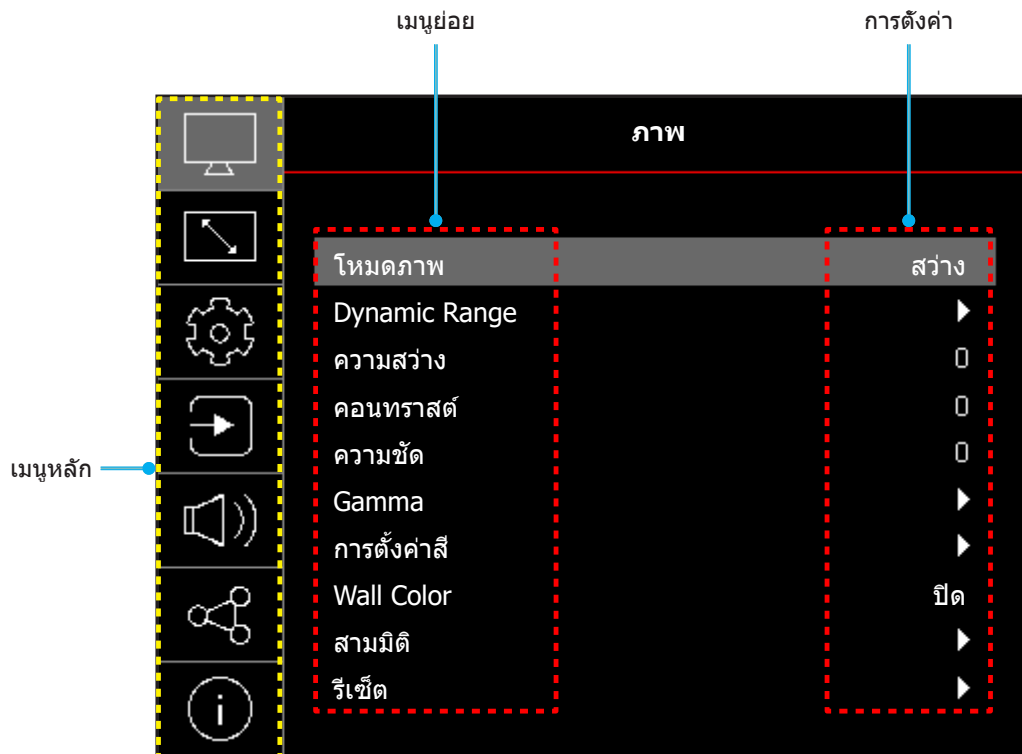 เมนูย่อย การตั้งค่า
ภาพ
โหมดภาพ สว่าง
Dynamic Range
ความสว่าง 0
คอนทราสต์ 0
ความชัด 0
เมนูหลัก
Gamma
การตั้งค่าสี
Wall Color ปิด
สามมิติ
รีเซ็ต
i